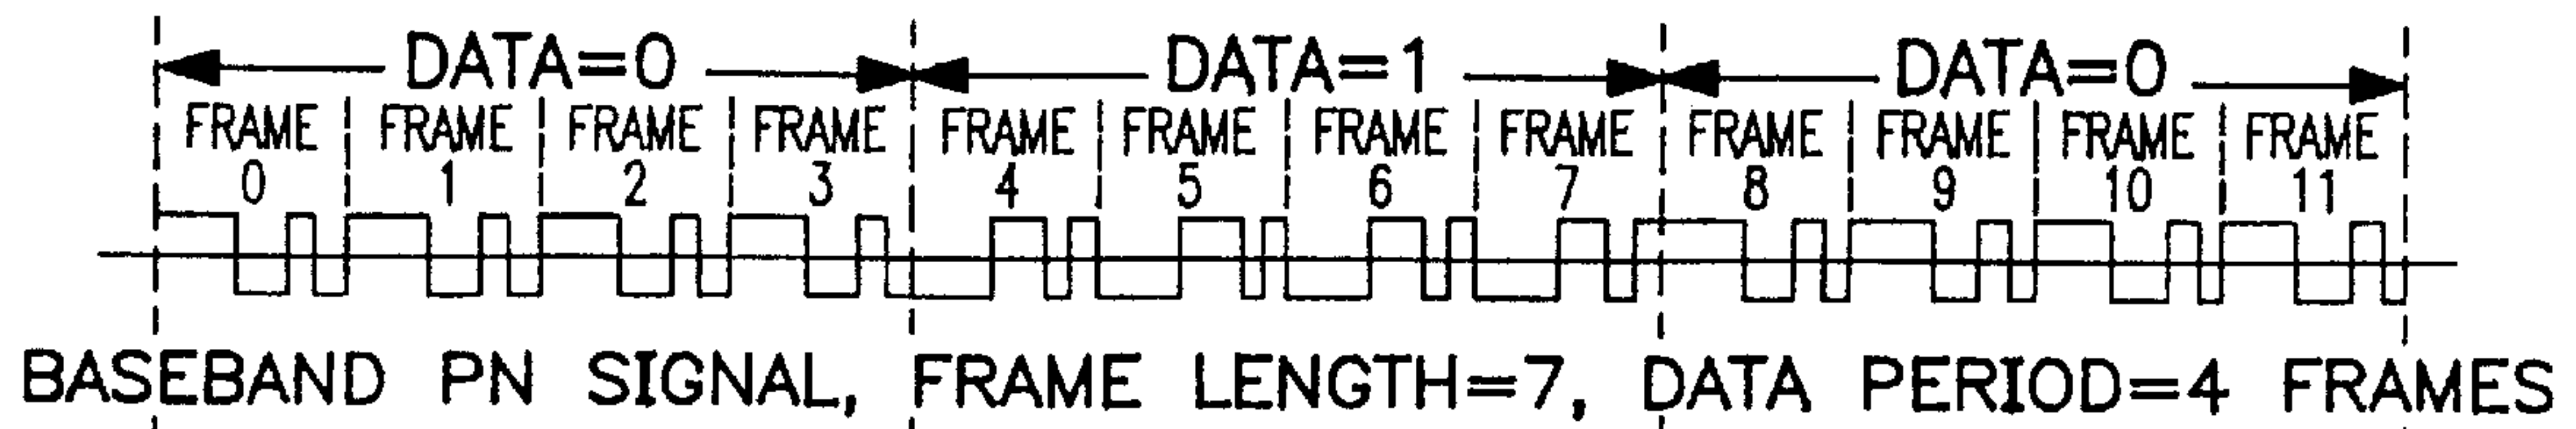 DATA=0 DATA=1 DATA=0
FRAME FRAME FRAME FRAME FRAME FRAME FRAME FRAME FRAME FRAME FRAME FRAME
0 1 2 3 4 5 6 7 8 9 10 11
BASEBAND PN SIGNAL, FRAME LENGTH=7, DATA PERIOD=4 FRAMES